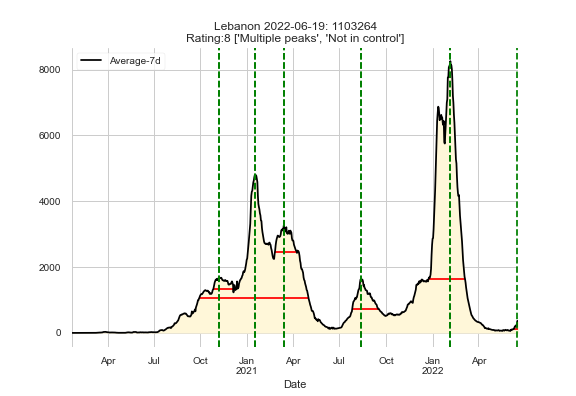 Lebanon 2022-06-19: 1103264
Rating:8 ['Multiple peaks', 'Not in control']
Average-7d
8000
6000
4000
2000
0
Apr
Jul
Oct
Jan
2021
Apr
Jul
Oct
Jan
2022
Apr
Date